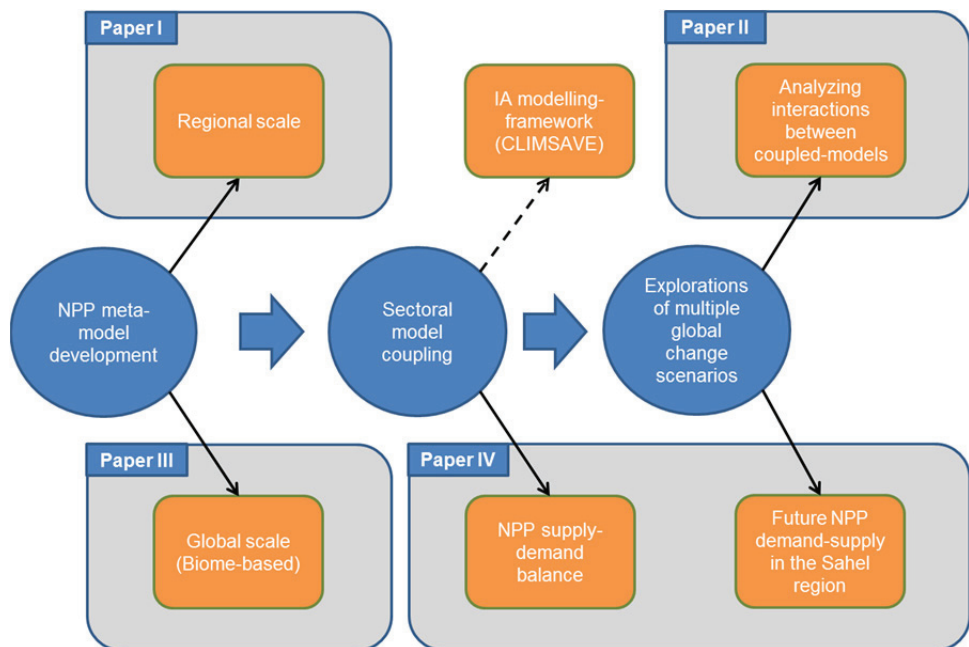 Paper I
Regional scale
IA modelling-
framework
(CLIMSAVE)
Paper II
Analyzing
interactions
between
coupled-models
NPP meta-
model
development
Sectoral
model
coupling
Explorations
of multiple
global
change
scenarios
Paper III
Global scale
(Biome-based)
Paper IV
NPP supply-
demand
balance
Future NPP
demand-supply
in the Sahel
region